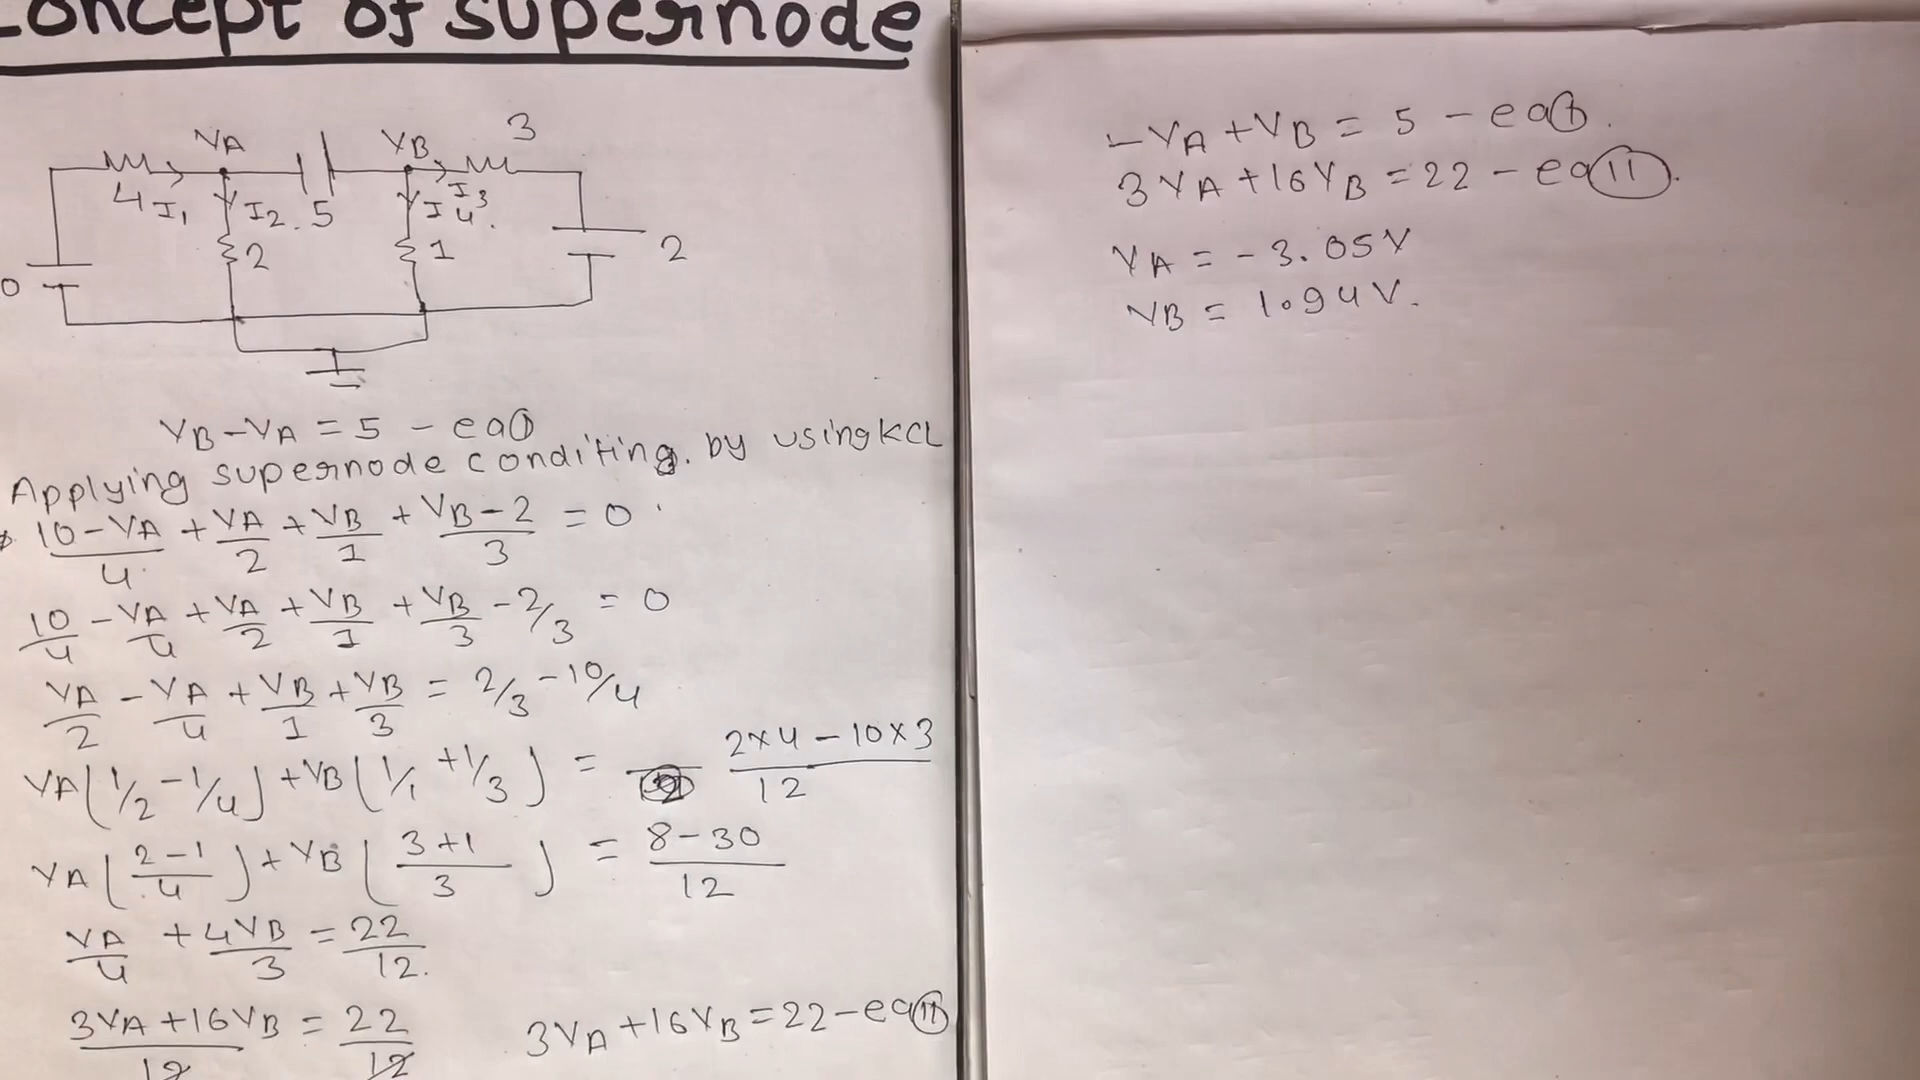 Concept of supernode
VA VB 3
4 I1 I2 5 I4 I3
0 2 1 2
VB-VA = 5 - eq(I)
Applying supernode conditing. by using KCL
10-VA/4 + VA/2 + VB/1 + VB-2/3 = 0
10/4 - VA/4 + VA/2 + VB/1 + VB/3 - 2/3 = 0
VA/2 - VA/4 + VB/1 + VB/3 = 2/3 - 10/4
VA(1/2 - 1/4) + VB(1/1 + 1/3) = 2×4-10×3/12
VA(2-1/4) + VB(3+1/3) = 8-30/12
VA/4 + 4VB/3 = 22/12.
3VA+16VB/12 = 22/12 3VA+16VB=22-eq(II)
-VA+VB = 5 - eq(I).
3VA+16VB = 22 - eq(II).
VA = -3.05V
VB = 1.94V.